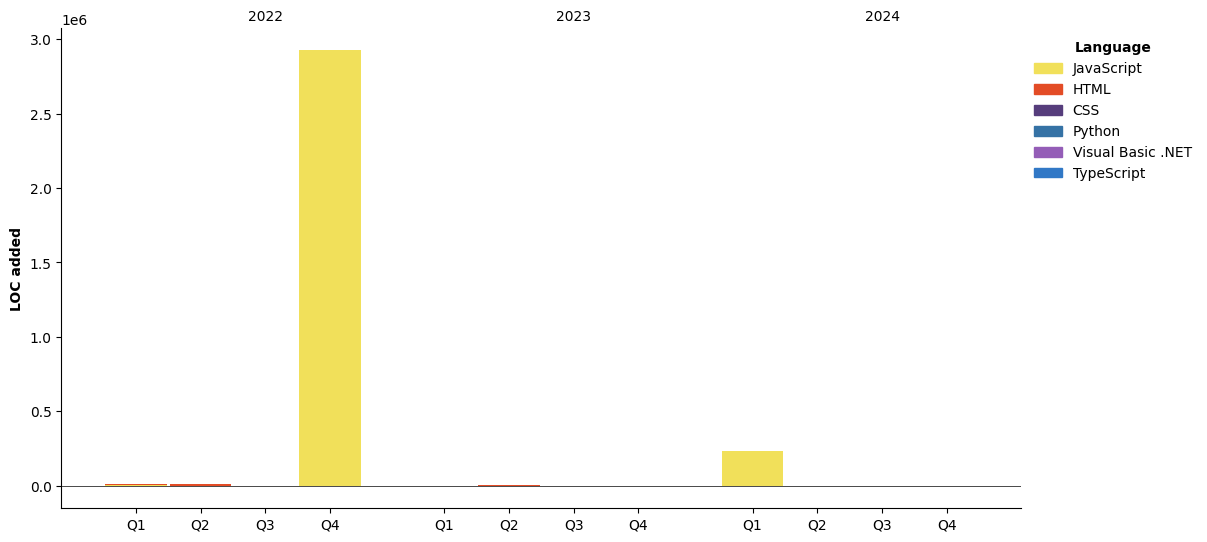 1e6
2022
2023
2024
3.0
2.5
2.0
1.5
1.0
0.5
0.0
LOC added
Q1 Q2 Q3 Q4 Q1 Q2 Q3 Q4 Q1 Q2 Q3 Q4
Language
JavaScript
HTML
CSS
Python
Visual Basic .NET
TypeScript